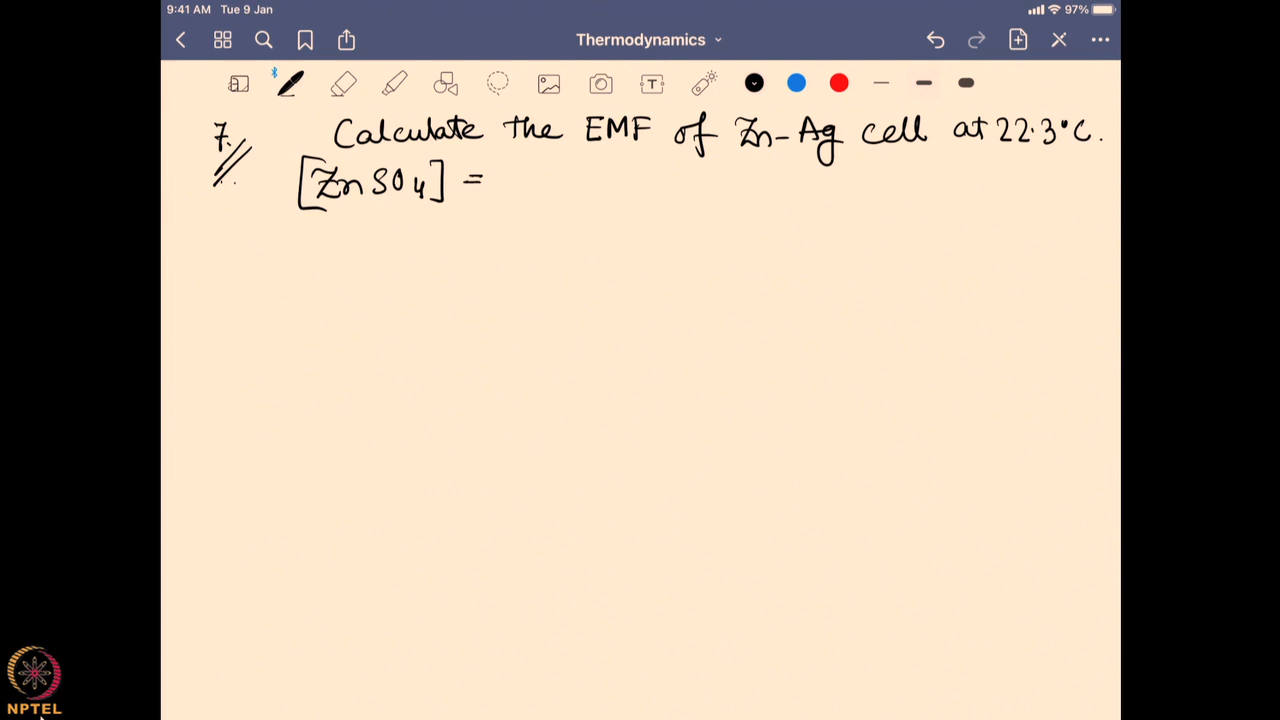 9:41 AM Tue 9 Jan
97%
Thermodynamics
T
7. Calculate the EMF of Zn-Ag cell at 22.3°C.
[ZnSO4] =
NPTEL